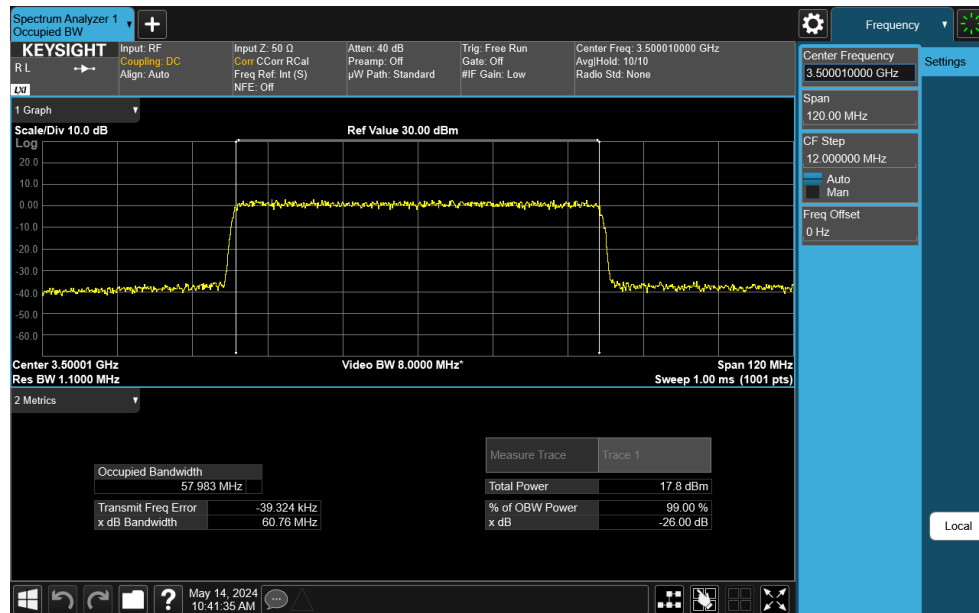 Spectrum Analyzer 1
Occupied BW
Frequency
KEYSIGHT
R L
LXI
Input: RF
Coupling: DC
Align: Auto
Input Z: 50 Ω
Corr CCorr RCal
Freq Ref: Int (S)
NFE: Off
Atten: 40 dB
Preamp: Off
µW Path: Standard
Trig: Free Run
Gate: Off
#IF Gain: Low
Center Freq: 3.500010000 GHz
Avg|Hold: 10/10
Radio Std: None
Center Frequency
3.500010000 GHz
Settings
Span
120.00 MHz
CF Step
12.000000 MHz
Auto
Man
Freq Offset
0 Hz
Local
1 Graph
Scale/Div 10.0 dB
Ref Value 30.00 dBm
Log
20.0
10.0
0.00
-10.0
-20.0
-30.0
-40.0
-50.0
-60.0
Center 3.50001 GHz
Video BW 8.0000 MHz*
Span 120 MHz
Res BW 1.1000 MHz
Sweep 1.00 ms (1001 pts)
2 Metrics
Measure Trace
Trace 1
Occupied Bandwidth
57.983 MHz
Total Power
17.8 dBm
Transmit Freq Error
-39.324 kHz
% of OBW Power
99.00 %
x dB Bandwidth
60.76 MHz
x dB
-26.00 dB
?
May 14, 2024
10:41:35 AM